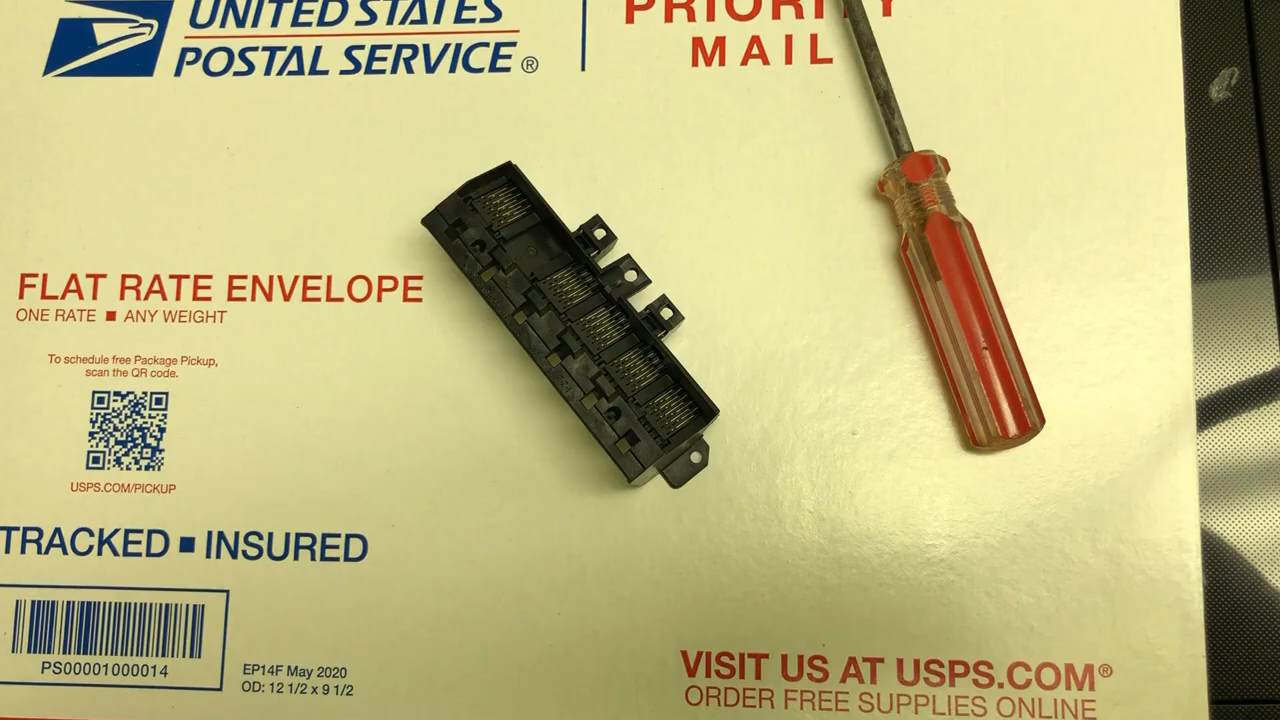 UNITED STATES
POSTAL SERVICE®
PRIORITY
MAIL
FLAT RATE ENVELOPE
ONE RATE ■ ANY WEIGHT
To schedule free Package Pickup,
scan the QR code.
USPS.COM/PICKUP
TRACKED ■ INSURED
PS00001000014
EP14F May 2020
OD: 12 1/2 x 9 1/2
VISIT US AT USPS.COM®
ORDER FREE SUPPLIES ONLINE